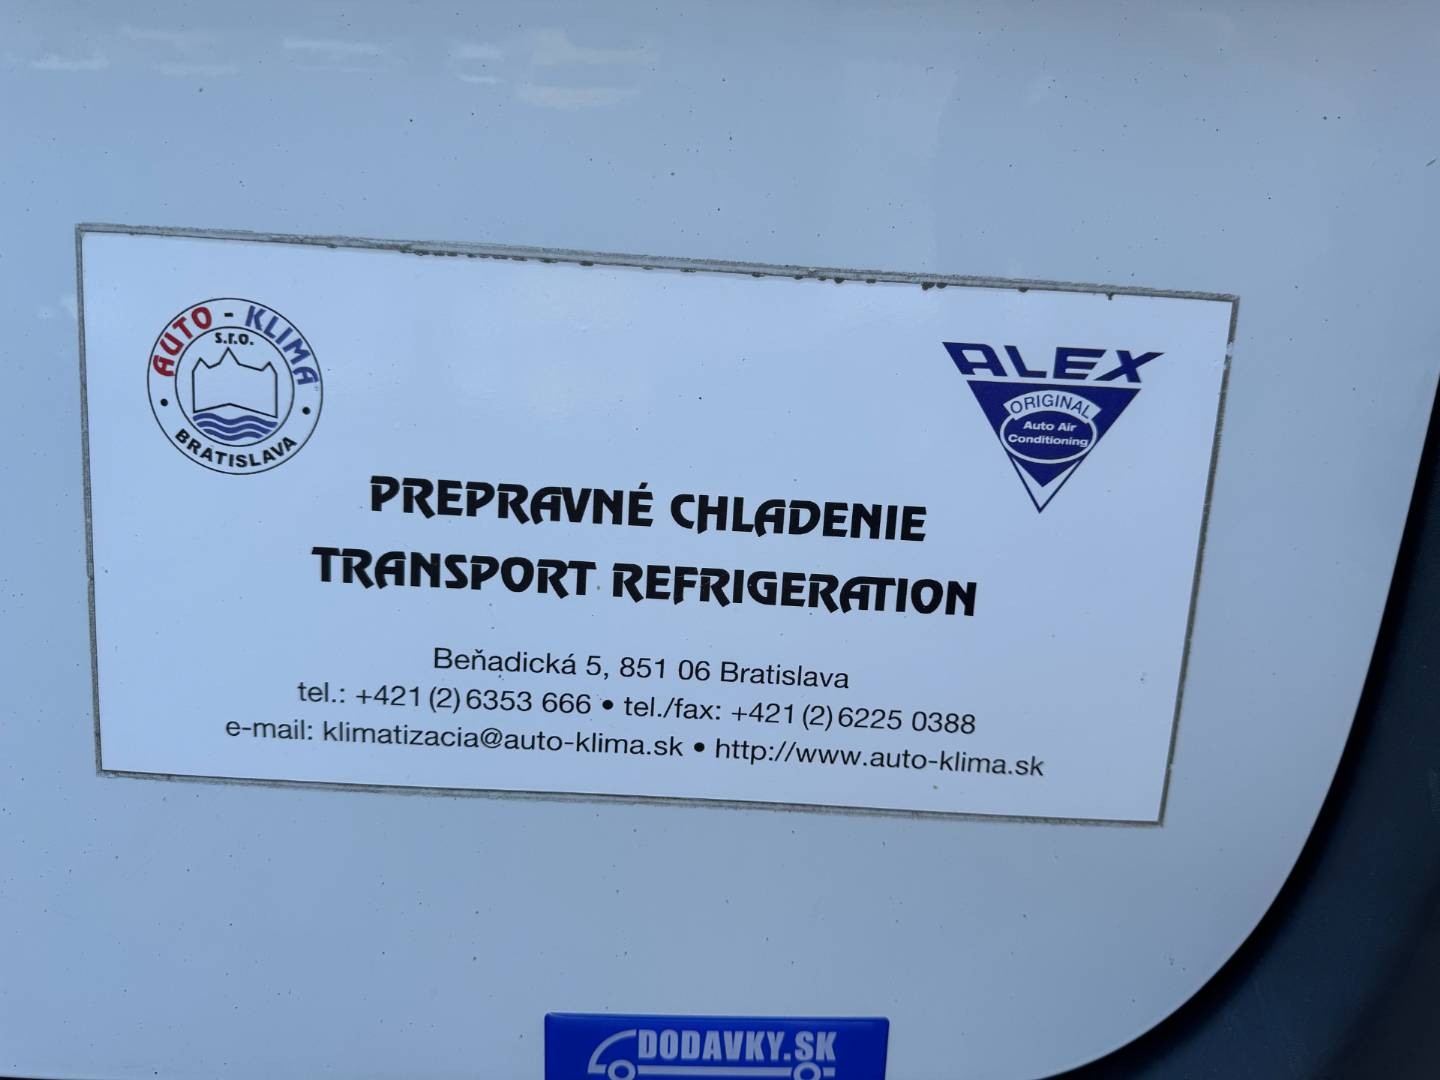 AUTO - KLIMA
s.r.o.
BRATISLAVA
ALEX
ORIGINAL
Auto Air
Conditioning
PREPRAVNÉ CHLADENIE
TRANSPORT REFRIGERATION
Beňadická 5, 851 06 Bratislava
tel.: +421 (2) 6353 666 • tel./fax: +421 (2) 6225 0388
e-mail: klimatizacia@auto-klima.sk • http://www.auto-klima.sk
DODAVKY.SK